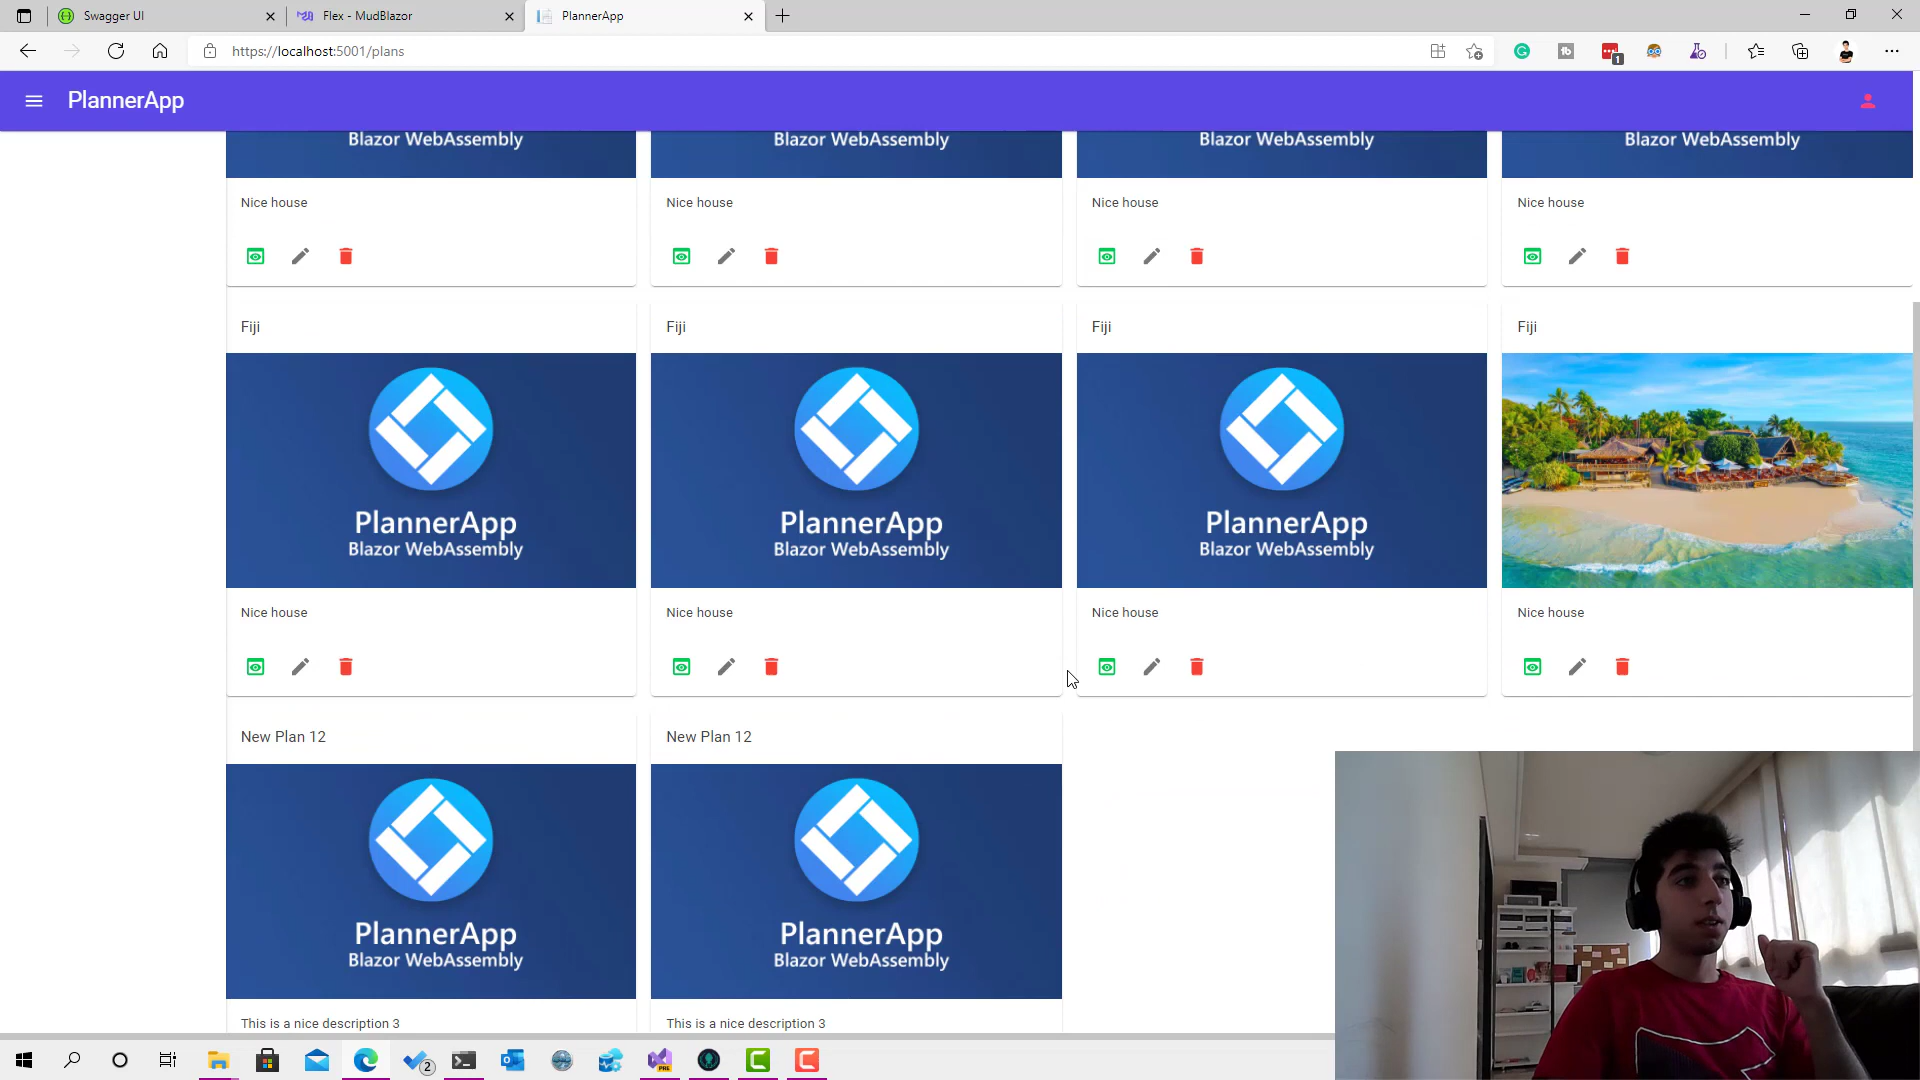 Swagger UI
Flex - MudBlazor
PlannerApp
https://localhost:5001/plans
1
PlannerApp
Blazor WebAssembly
Blazor WebAssembly
Blazor WebAssembly
Blazor WebAssembly
Nice house
Nice house
Nice house
Nice house
Fiji
Fiji
Fiji
Fiji
PlannerApp
Blazor WebAssembly
PlannerApp
Blazor WebAssembly
PlannerApp
Blazor WebAssembly
Nice house
Nice house
Nice house
Nice house
New Plan 12
New Plan 12
PlannerApp
Blazor WebAssembly
PlannerApp
Blazor WebAssembly
This is a nice description 3
This is a nice description 3
2
PRE